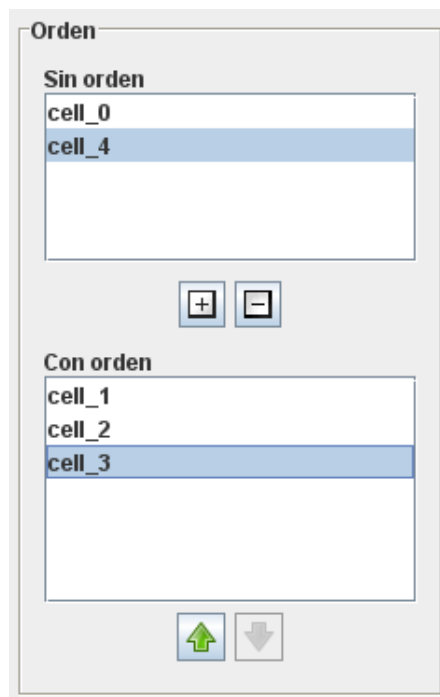 Orden
Sin orden
cell_0
cell_4
Con orden
cell_1
cell_2
cell_3